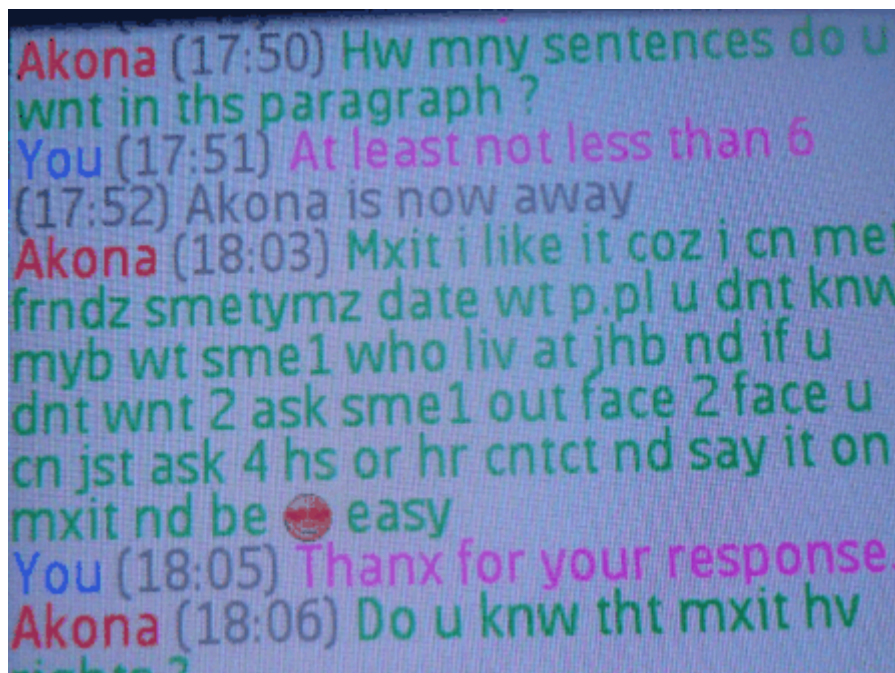 Akona (17:50) Hw mny sentences do u
wnt in ths paragraph ?
You (17:51) At least not less than 6
(17:52) Akona is now away
Akona (18:03) Mxit i like it coz i cn met
frndz smetymz date wt p.pl u dnt knw
myb wt sme1 who liv at jhb nd if u
dnt wnt 2 ask sme1 out face 2 face u
cn jst ask 4 hs or hr cntct nd say it on
mxit nd be easy
You (18:05) Thanx for your response.
Akona (18:06) Do u knw tht mxit hv
rights ?